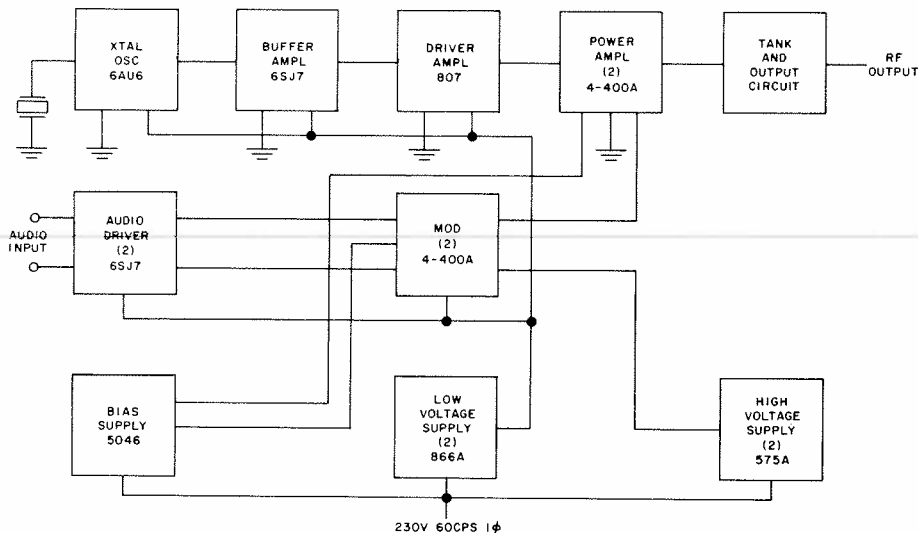 XTAL
OSC
6AU6
BUFFER
AMPL
6SJ7
DRIVER
AMPL
807
POWER
AMPL
(2)
4-400A
TANK
AND
OUTPUT
CIRCUIT
RF
OUTPUT
AUDIO
INPUT
AUDIO
DRIVER
(2)
6SJ7
MOD
(2)
4-400A
BIAS
SUPPLY
5046
LOW
VOLTAGE
SUPPLY
(2)
866A
HIGH
VOLTAGE
SUPPLY
(2)
575A
230V 60CPS 1ϕ